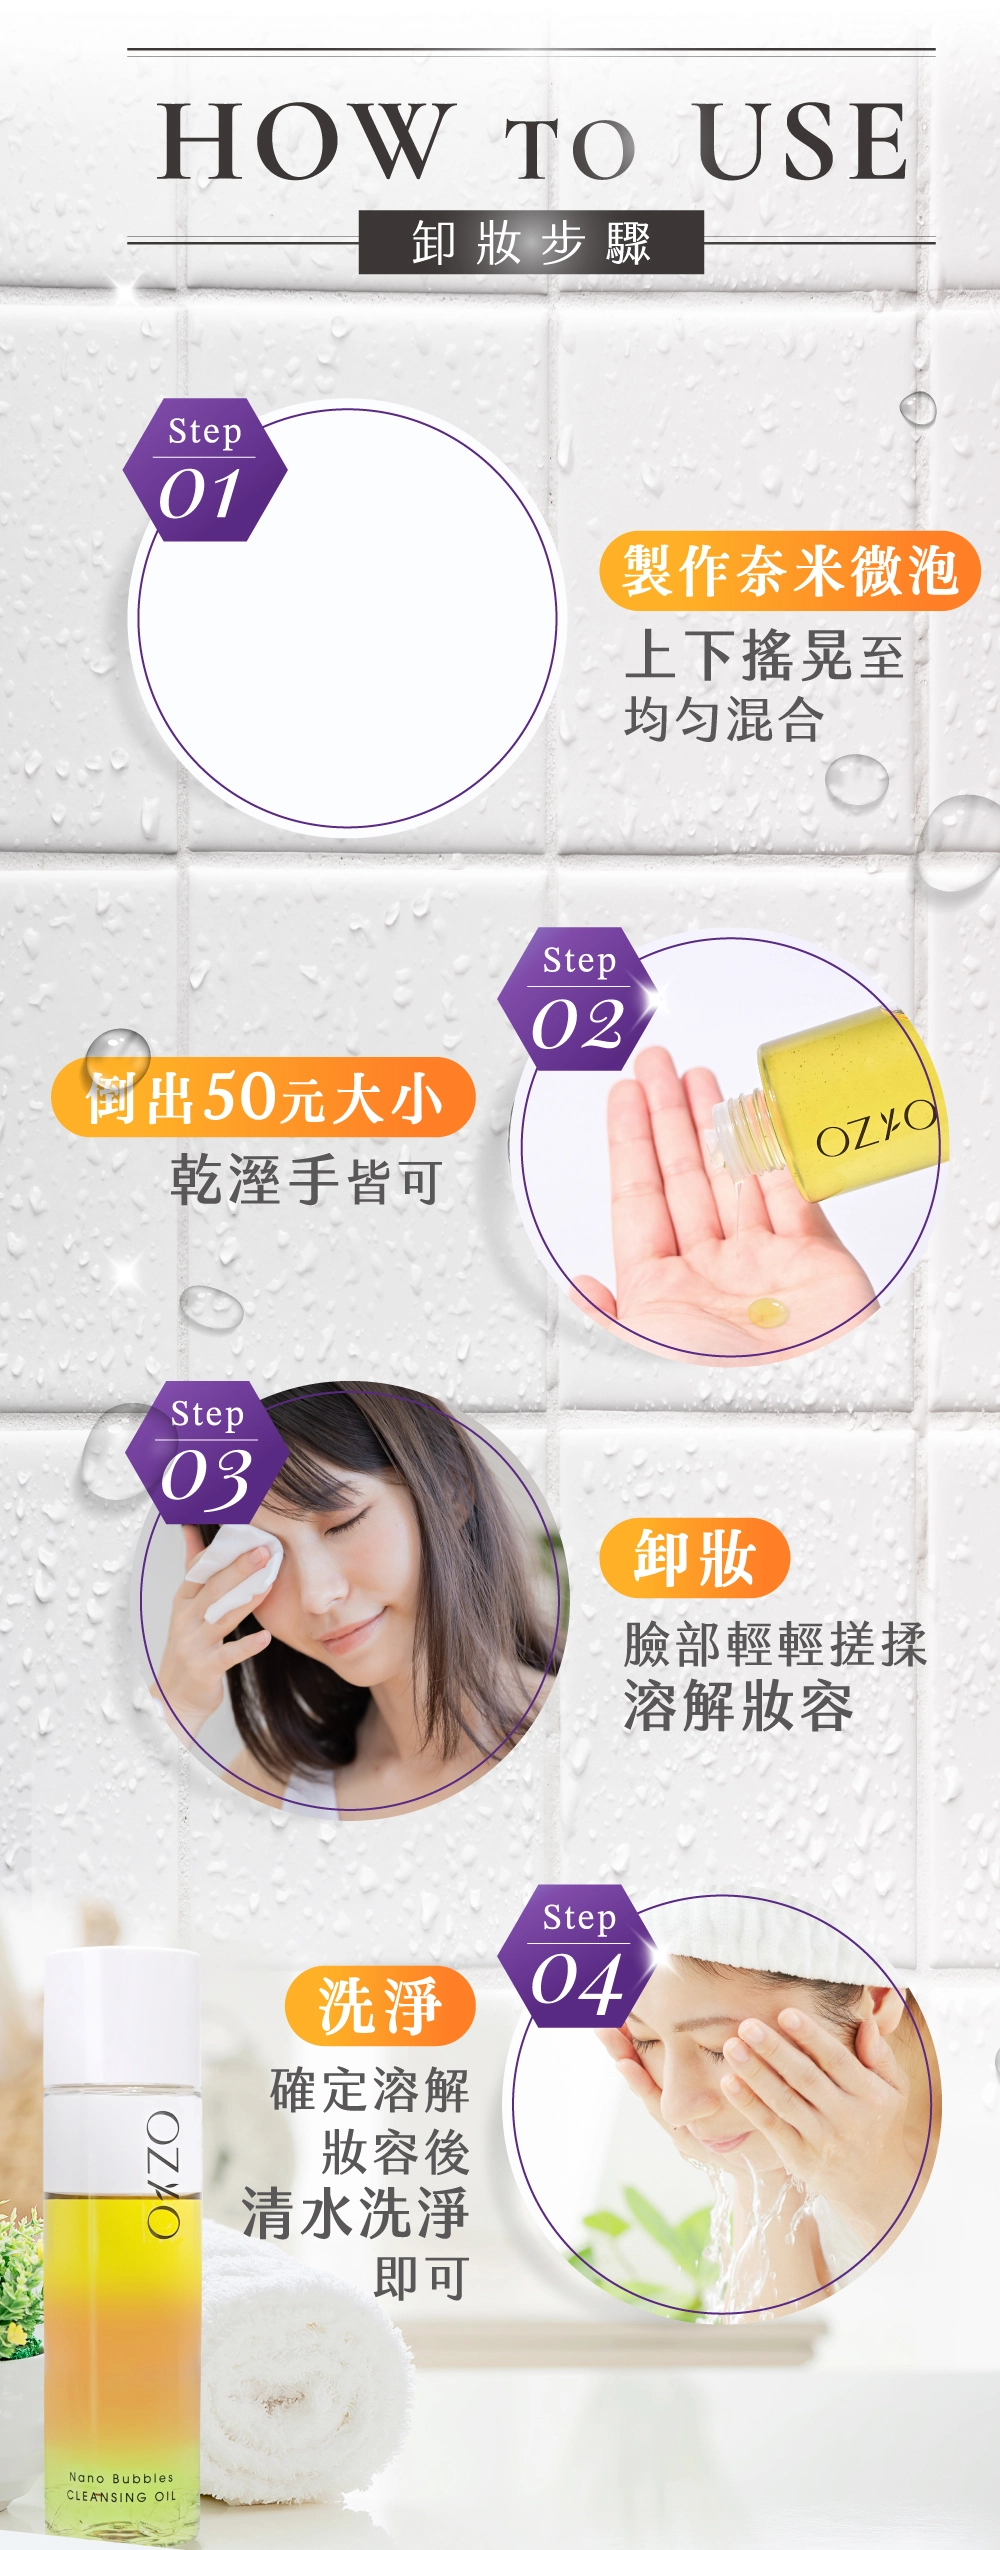 HOW TO USE
卸妝步驟
Step
01
製作奈米微泡
上下搖晃至
均勻混合
Step
02
倒出50元大小
乾溼手皆可
OZIO
Step
03
卸妝
臉部輕輕搓揉
溶解妝容
Step
04
洗淨
確定溶解
妝容後
清水洗淨
即可
OZIO
Nano Bubbles
CLEANSING OIL